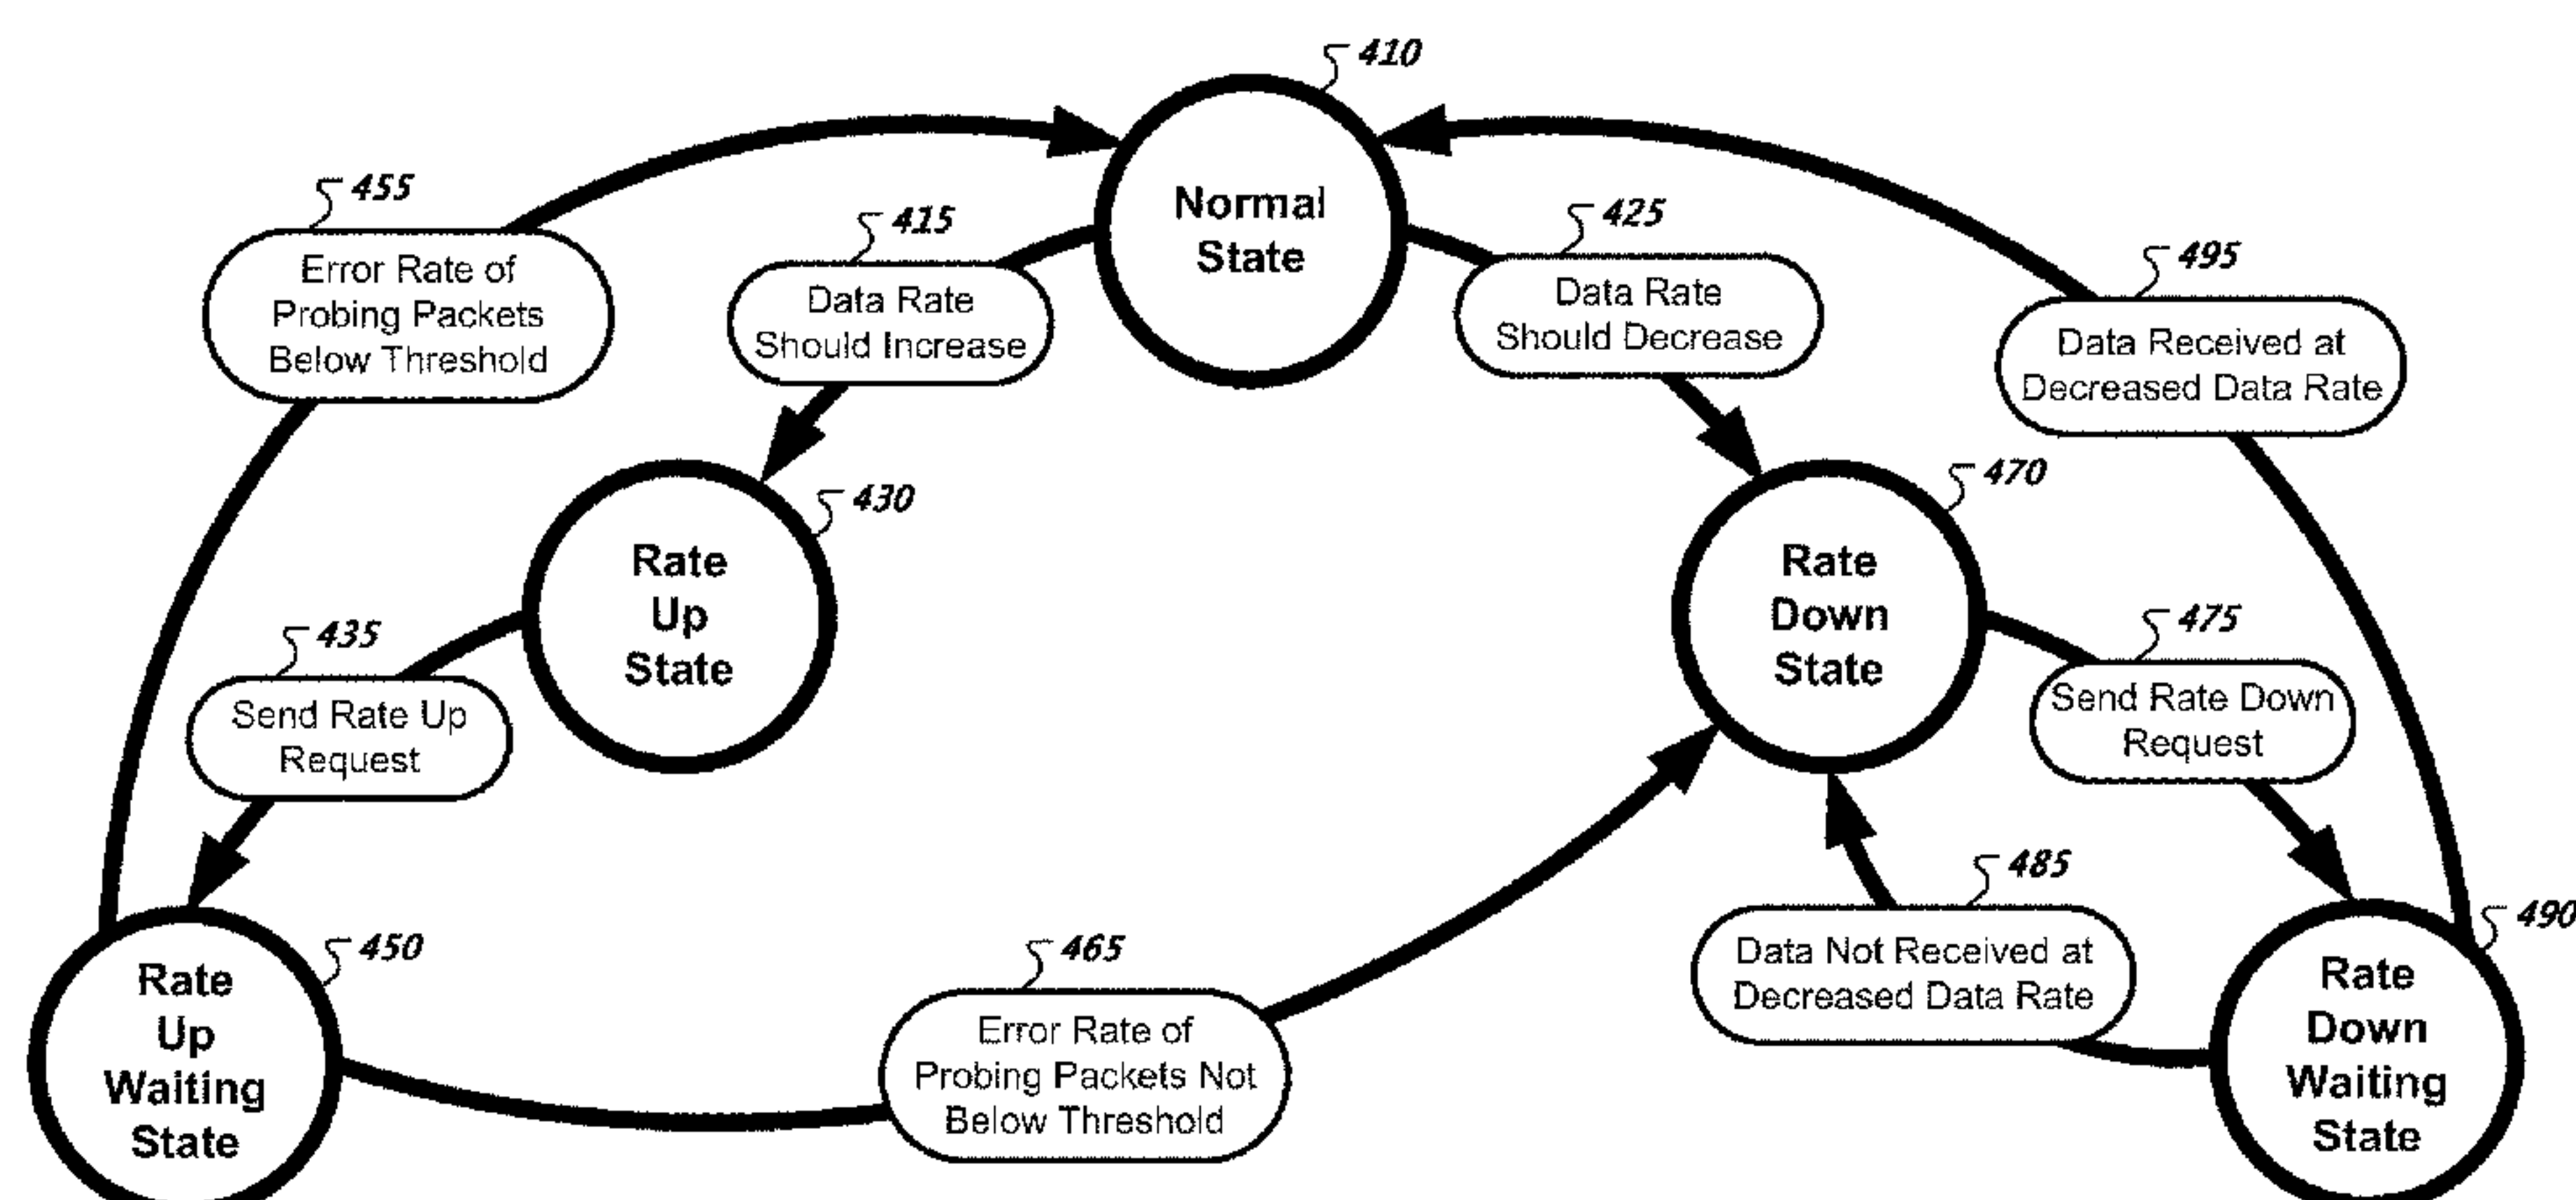 410
Normal
State
455
Error Rate of
Probing Packets
Below Threshold
415
Data Rate
Should Increase
425
Data Rate
Should Decrease
495
Data Received at
Decreased Data Rate
430
Rate
Up
State
470
Rate
Down
State
435
Send Rate Up
Request
475
Send Rate Down
Request
450
Rate
Up
Waiting
State
465
Error Rate of
Probing Packets Not
Below Threshold
485
Data Not Received at
Decreased Data Rate
490
Rate
Down
Waiting
State